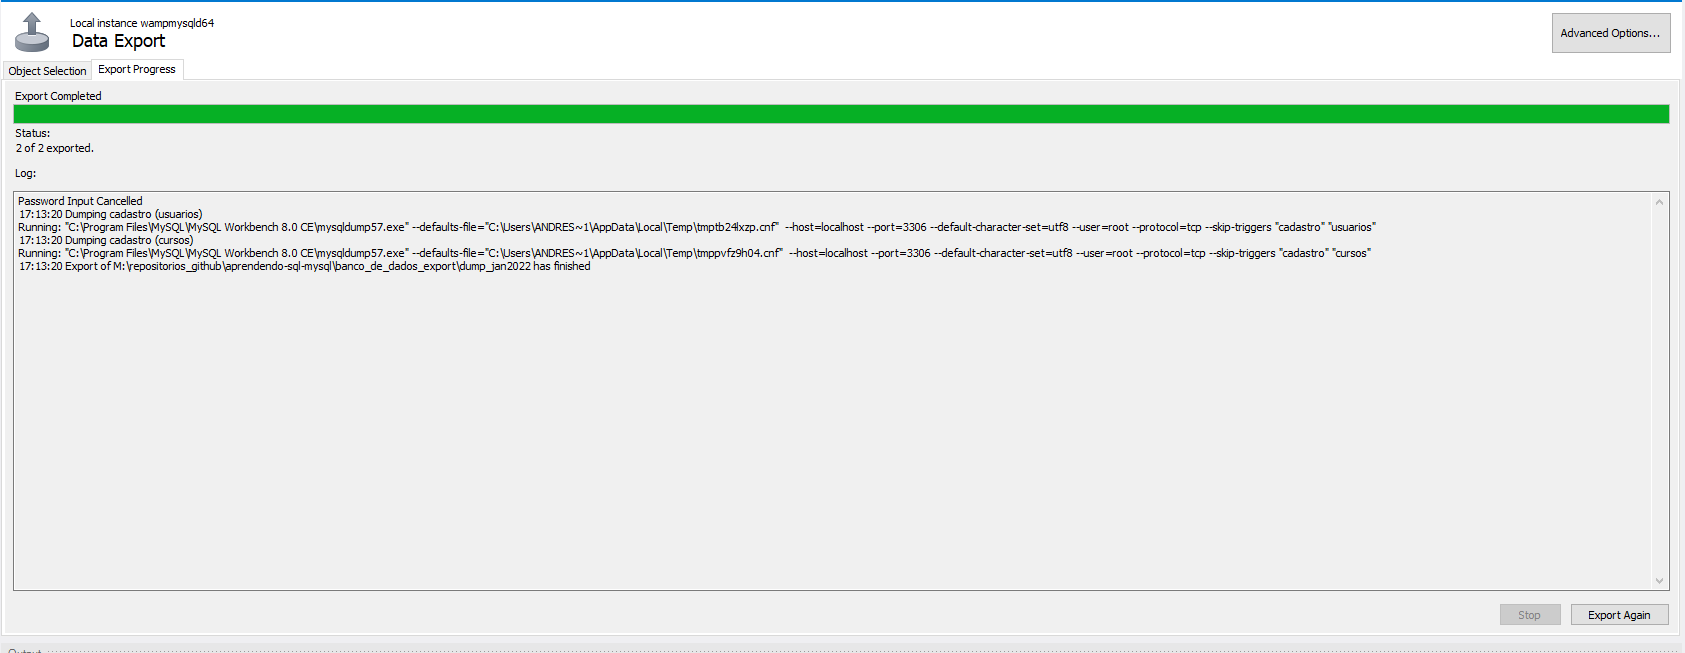 Local instance wampmysqld64
Data Export
Advanced Options...
Object Selection
Export Progress
Export Completed
Status:
2 of 2 exported.
Log:
Password Input Cancelled
17:13:20 Dumping cadastro (usuarios)
Running: "C:\Program Files\MySQL\MySQL Workbench 8.0 CE\mysqldump57.exe" --defaults-file="C:\Users\ANDRES~1\AppData\Local\Temp\tmptb24lxzp.cnf"  --host=localhost --port=3306 --default-character-set=utf8 --user=root --protocol=tcp --skip-triggers "cadastro" "usuarios"
17:13:20 Dumping cadastro (cursos)
Running: "C:\Program Files\MySQL\MySQL Workbench 8.0 CE\mysqldump57.exe" --defaults-file="C:\Users\ANDRES~1\AppData\Local\Temp\tmppvfz9h04.cnf"  --host=localhost --port=3306 --default-character-set=utf8 --user=root --protocol=tcp --skip-triggers "cadastro" "cursos"
17:13:20 Export of M:\repositorios_github\aprendendo-sql-mysql\banco_de_dados_export\dump_jan2022 has finished
Stop
Export Again
Output